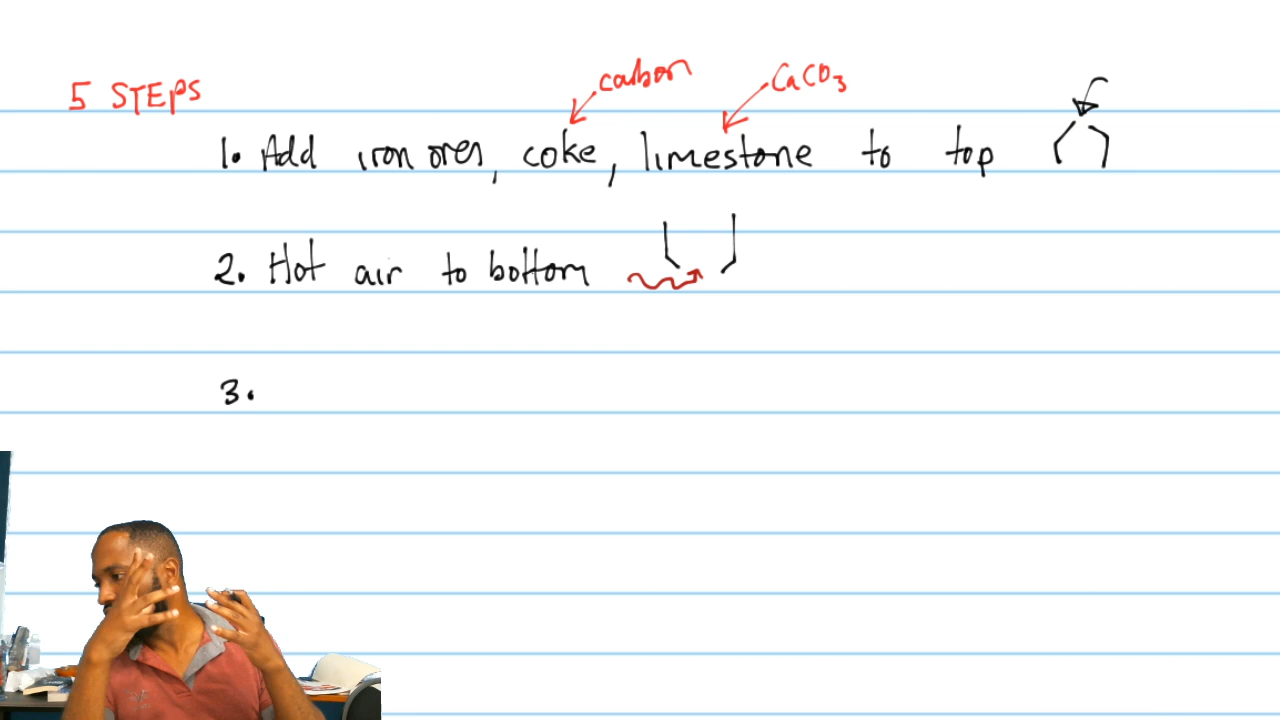 carbon
CaCO3
5 STEPS
1. Add iron ores, coke, limestone to top
2. Hot air to bottom
3.